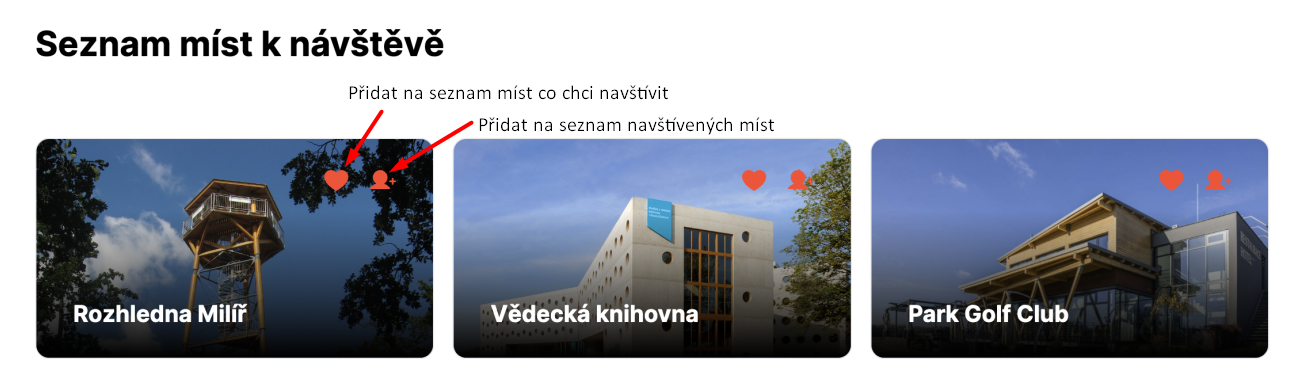 Seznam míst k návštěvě
Přidat na seznam míst co chci navštívit
Přidat na seznam navštívených míst
Rozhledna Milíř
Vědecká knihovna
Park Golf Club